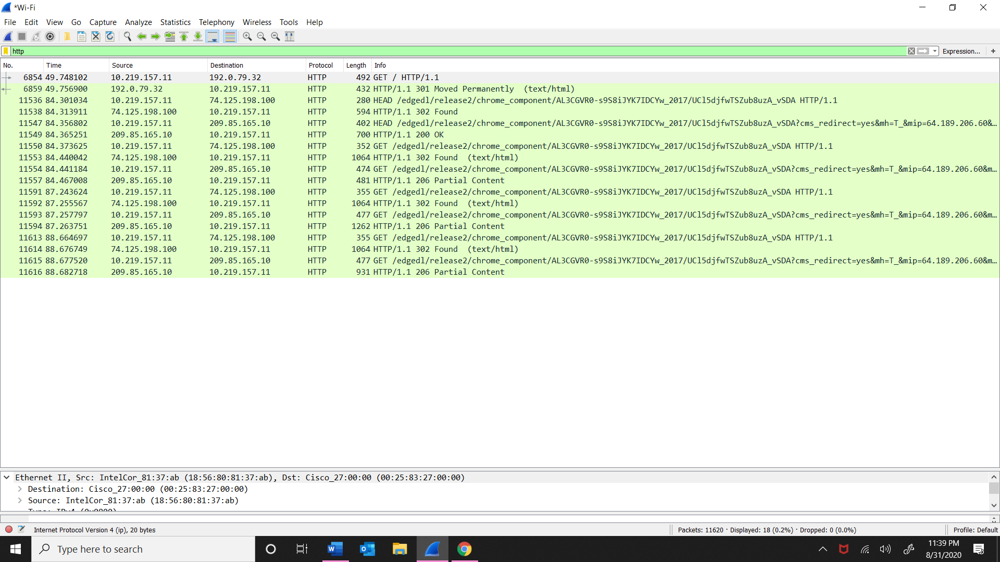 *Wi-Fi
File Edit View Go Capture Analyze Statistics Telephony Wireless Tools Help
http Expression... +
No. Time Source Destination Protocol Length Info
6854 49.748102 10.219.157.11 192.0.79.32 HTTP 492 GET / HTTP/1.1
6859 49.756900 192.0.79.32 10.219.157.11 HTTP 432 HTTP/1.1 301 Moved Permanently (text/html)
11536 84.301034 10.219.157.11 74.125.198.100 HTTP 280 HEAD /edgedl/release2/chrome_component/AL3CGVR0-s9S8iJYK7IDCYw_2017/UCl5djfwTSZub8uzA_vSDA HTTP/1.1
11538 84.313911 74.125.198.100 10.219.157.11 HTTP 594 HTTP/1.1 302 Found
11547 84.356802 10.219.157.11 209.85.165.10 HTTP 402 HEAD /edgedl/release2/chrome_component/AL3CGVR0-s9S8iJYK7IDCYw_2017/UCl5djfwTSZub8uzA_vSDA?cms_redirect=yes&mh=T_&mip=64.189.206.60&…
11549 84.365251 209.85.165.10 10.219.157.11 HTTP 700 HTTP/1.1 200 OK
11550 84.373625 10.219.157.11 74.125.198.100 HTTP 352 GET /edgedl/release2/chrome_component/AL3CGVR0-s9S8iJYK7IDCYw_2017/UCl5djfwTSZub8uzA_vSDA HTTP/1.1
11553 84.440042 74.125.198.100 10.219.157.11 HTTP 1064 HTTP/1.1 302 Found (text/html)
11554 84.441184 10.219.157.11 209.85.165.10 HTTP 474 GET /edgedl/release2/chrome_component/AL3CGVR0-s9S8iJYK7IDCYw_2017/UCl5djfwTSZub8uzA_vSDA?cms_redirect=yes&mh=T_&mip=64.189.206.60&m…
11557 84.467008 209.85.165.10 10.219.157.11 HTTP 481 HTTP/1.1 206 Partial Content
11591 87.243624 10.219.157.11 74.125.198.100 HTTP 355 GET /edgedl/release2/chrome_component/AL3CGVR0-s9S8iJYK7IDCYw_2017/UCl5djfwTSZub8uzA_vSDA HTTP/1.1
11592 87.255567 74.125.198.100 10.219.157.11 HTTP 1064 HTTP/1.1 302 Found (text/html)
11593 87.257797 10.219.157.11 209.85.165.10 HTTP 477 GET /edgedl/release2/chrome_component/AL3CGVR0-s9S8iJYK7IDCYw_2017/UCl5djfwTSZub8uzA_vSDA?cms_redirect=yes&mh=T_&mip=64.189.206.60&m…
11594 87.263751 209.85.165.10 10.219.157.11 HTTP 1262 HTTP/1.1 206 Partial Content
11613 88.664697 10.219.157.11 74.125.198.100 HTTP 355 GET /edgedl/release2/chrome_component/AL3CGVR0-s9S8iJYK7IDCYw_2017/UCl5djfwTSZub8uzA_vSDA HTTP/1.1
11614 88.676749 74.125.198.100 10.219.157.11 HTTP 1064 HTTP/1.1 302 Found (text/html)
11615 88.677520 10.219.157.11 209.85.165.10 HTTP 477 GET /edgedl/release2/chrome_component/AL3CGVR0-s9S8iJYK7IDCYw_2017/UCl5djfwTSZub8uzA_vSDA?cms_redirect=yes&mh=T_&mip=64.189.206.60&m…
11616 88.682718 209.85.165.10 10.219.157.11 HTTP 931 HTTP/1.1 206 Partial Content
Ethernet II, Src: IntelCor_81:37:ab (18:56:80:81:37:ab), Dst: Cisco_27:00:00 (00:25:83:27:00:00)
Destination: Cisco_27:00:00 (00:25:83:27:00:00)
Source: IntelCor_81:37:ab (18:56:80:81:37:ab)
Type: IPv4 (0x0800)
Internet Protocol Version 4 (ip), 20 bytes Packets: 11620 · Displayed: 18 (0.2%) · Dropped: 0 (0.0%) Profile: Default
Type here to search
11:39 PM
8/31/2020